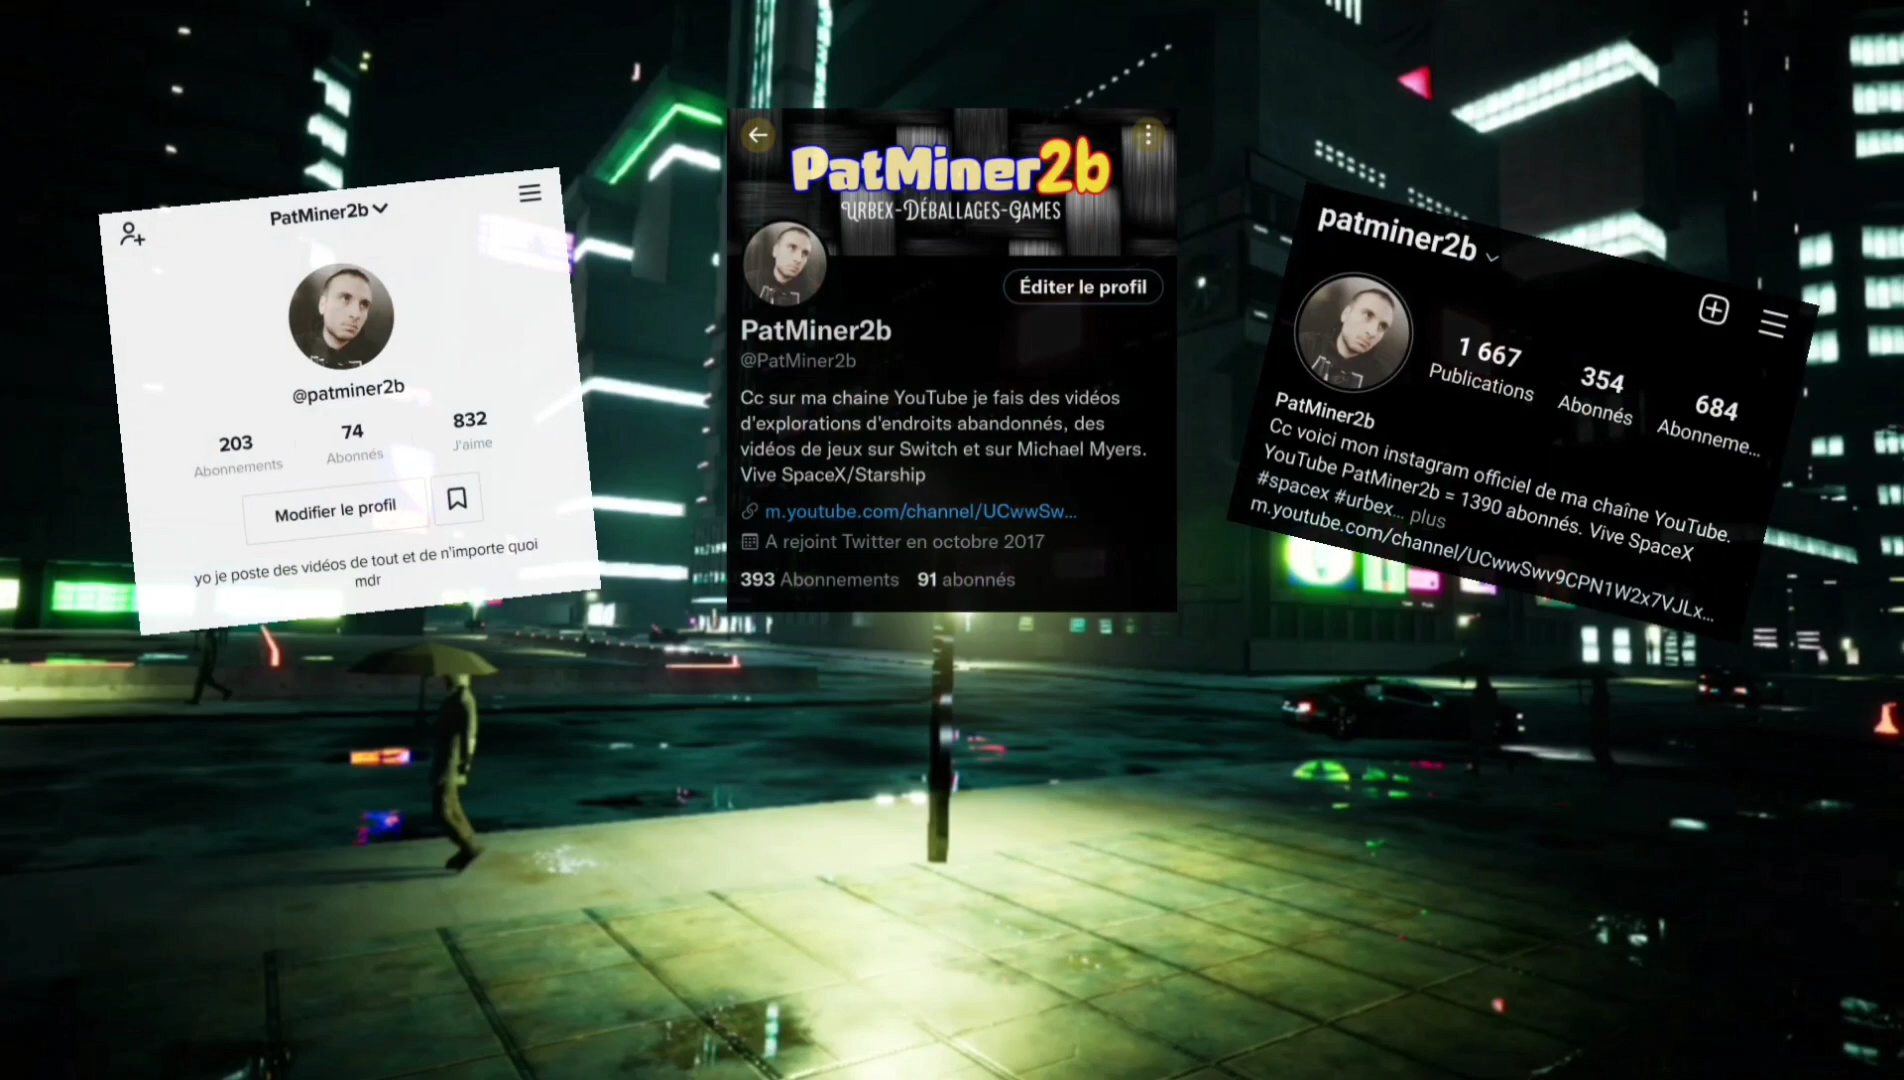 PatMiner2b
@patminer2b
203
74
832
Abonnements
Abonnés
J'aime
Modifier le profil
yo je poste des vidéos de tout et de n'importe quoi
mdr
PatMiner2b
Urbex-Déballages-Games
Éditer le profil
PatMiner2b
@PatMiner2b
Cc sur ma chaine YouTube je fais des vidéos
d'explorations d'endroits abandonnés, des
vidéos de jeux sur Switch et sur Michael Myers.
Vive SpaceX/Starship
m.youtube.com/channel/UCwwSw...
A rejoint Twitter en octobre 2017
393 Abonnements 91 abonnés
patminer2b
1 667
354
684
Publications
Abonnés
Abonneme...
PatMiner2b
Cc voici mon instagram officiel de ma chaîne YouTube.
YouTube PatMiner2b = 1390 abonnés. Vive SpaceX
#spacex #urbex... plus
m.youtube.com/channel/UCwwSwv9CPN1W2x7VJLx...